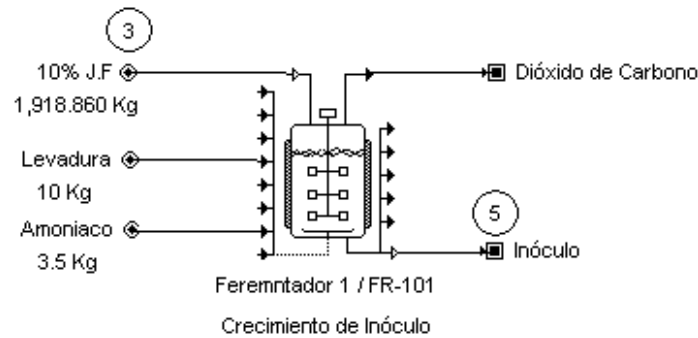 3
10% J.F
Dióxido de Carbono
1,918.860 Kg
Levadura
10 Kg
Amoniaco
5
3.5 Kg
Inóculo
Feremntador 1 / FR-101
Crecimiento de Inóculo